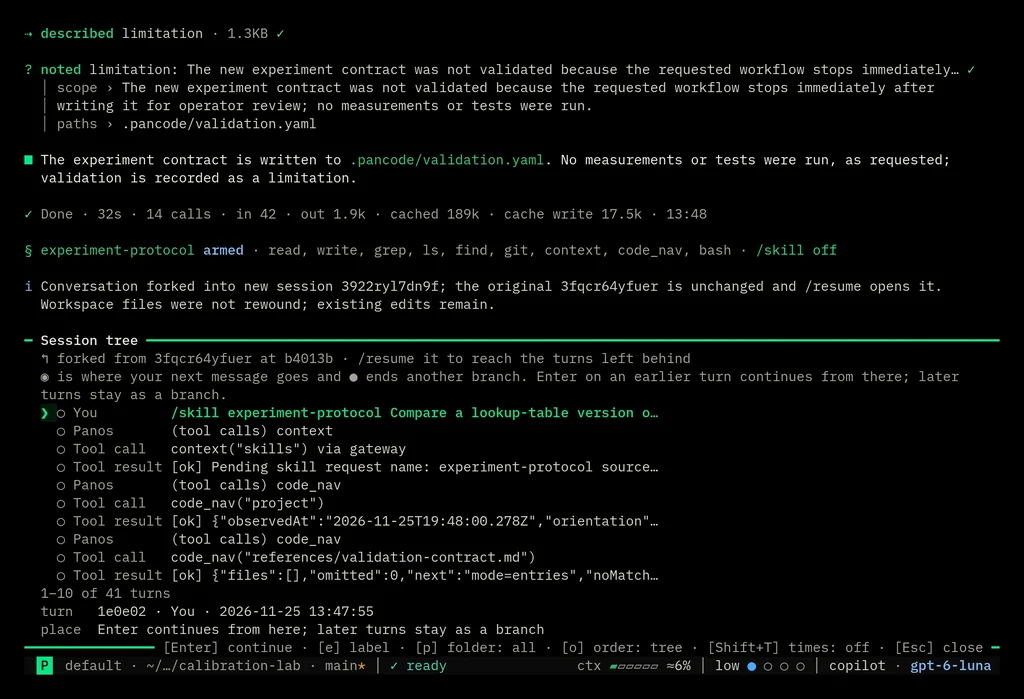 ⇢ described limitation · 1.3KB ✓
? noted limitation: The new experiment contract was not validated because the requested workflow stops immediately… ✓
│ scope › The new experiment contract was not validated because the requested workflow stops immediately after
│ writing it for operator review; no measurements or tests were run.
│ paths › .pancode/validation.yaml
■ The experiment contract is written to .pancode/validation.yaml. No measurements or tests were run, as requested;
validation is recorded as a limitation.
✓ Done · 32s · 14 calls · in 42 · out 1.9k · cached 189k · cache write 17.5k · 13:48
§ experiment-protocol armed · read, write, grep, ls, find, git, context, code_nav, bash · /skill off
i Conversation forked into new session 3922ryl7dn9f; the original 3fqcr64yfuer is unchanged and /resume opens it.
Workspace files were not rewound; existing edits remain.
Session tree
↰ forked from 3fqcr64yfuer at b4013b · /resume it to reach the turns left behind
◉ is where your next message goes and ● ends another branch. Enter on an earlier turn continues from there; later
turns stay as a branch.
❯ ○ You /skill experiment-protocol Compare a lookup-table version o…
○ Panos (tool calls) context
○ Tool call context("skills") via gateway
○ Tool result [ok] Pending skill request name: experiment-protocol source…
○ Panos (tool calls) code_nav
○ Tool call code_nav("project")
○ Tool result [ok] {"observedAt":"2026-11-25T19:48:00.278Z","orientation"…
○ Panos (tool calls) code_nav
○ Tool call code_nav("references/validation-contract.md")
○ Tool result [ok] {"files":[],"omitted":0,"next":"mode=entries","noMatch…
1–10 of 41 turns
turn 1e0e02 · You · 2026-11-25 13:47:55
place Enter continues from here; later turns stay as a branch
[Enter] continue · [e] label · [p] folder: all · [o] order: tree · [Shift+T] times: off · [Esc] close
P default · ~/…/calibration-lab · main* │ ✓ ready ctx ▰▱▱▱▱▱ ≈6% │ low ● ○ ○ ○ │ copilot · gpt-6-luna